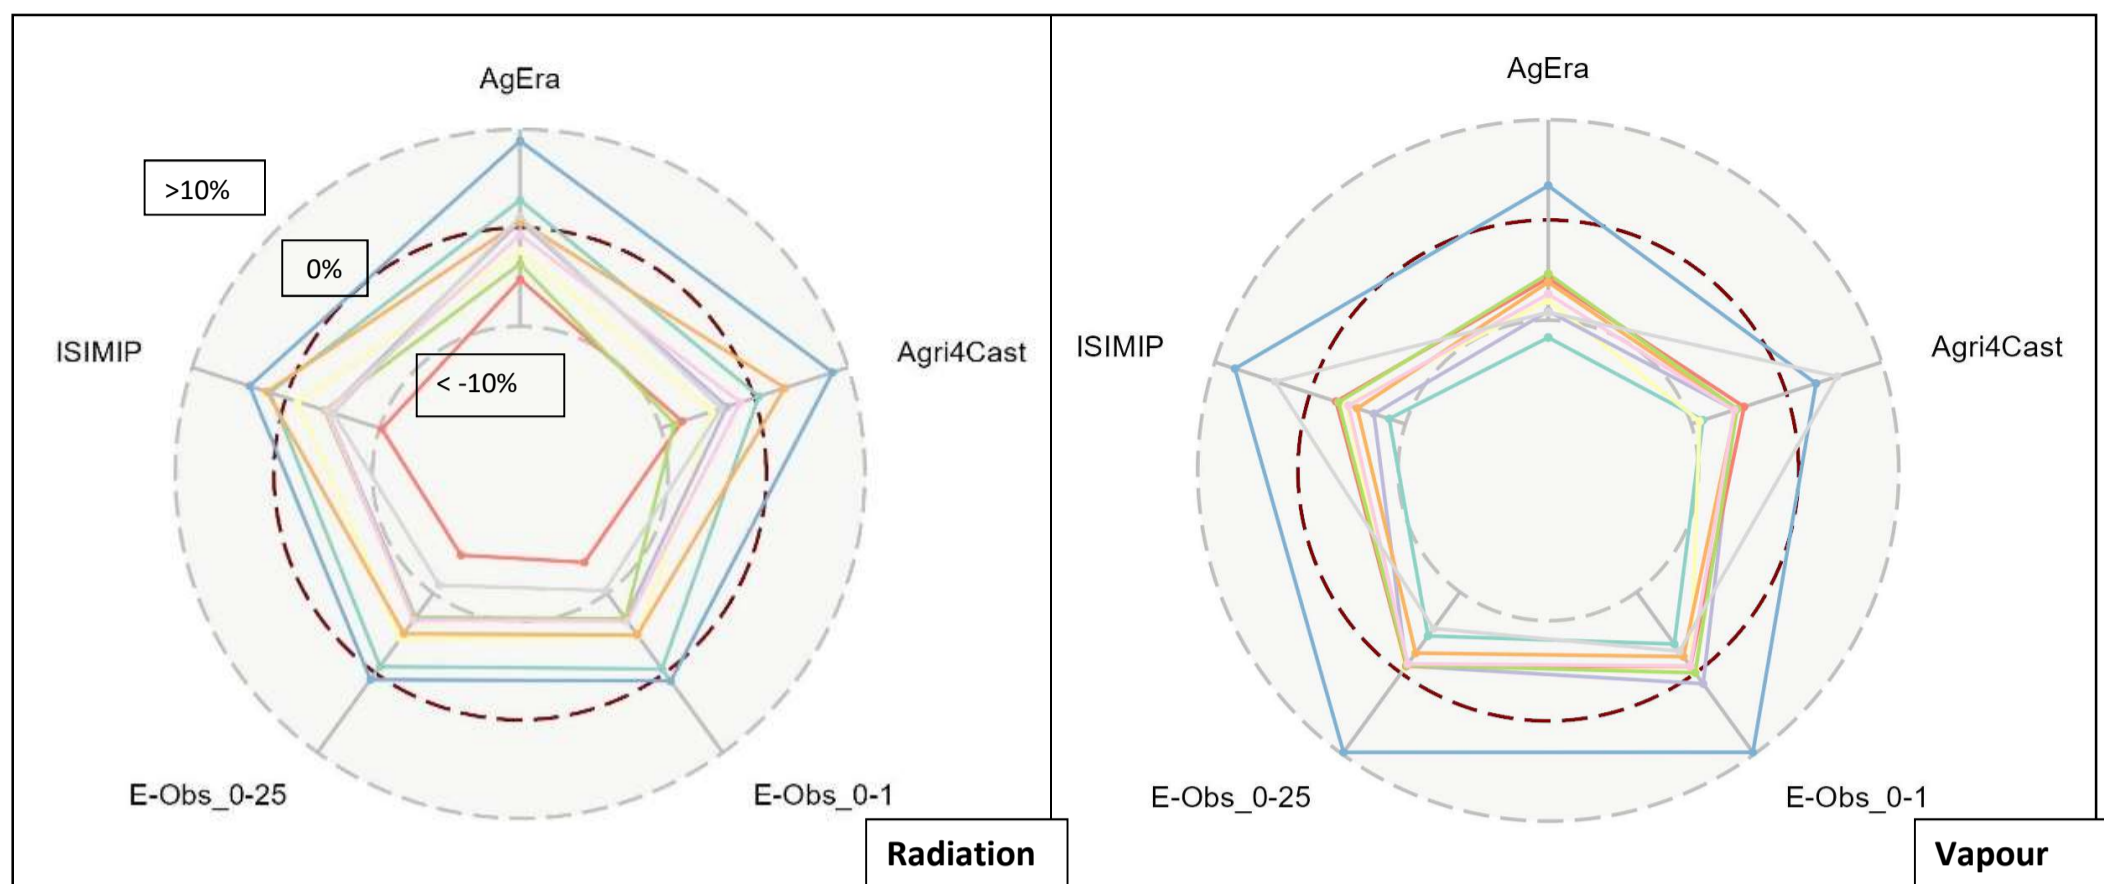 AgEra
>10%
0%
ISIMIP
< -10%
Agri4Cast
E-Obs_0-25
E-Obs_0-1
Radiation
AgEra
ISIMIP
Agri4Cast
E-Obs_0-25
E-Obs_0-1
Vapour